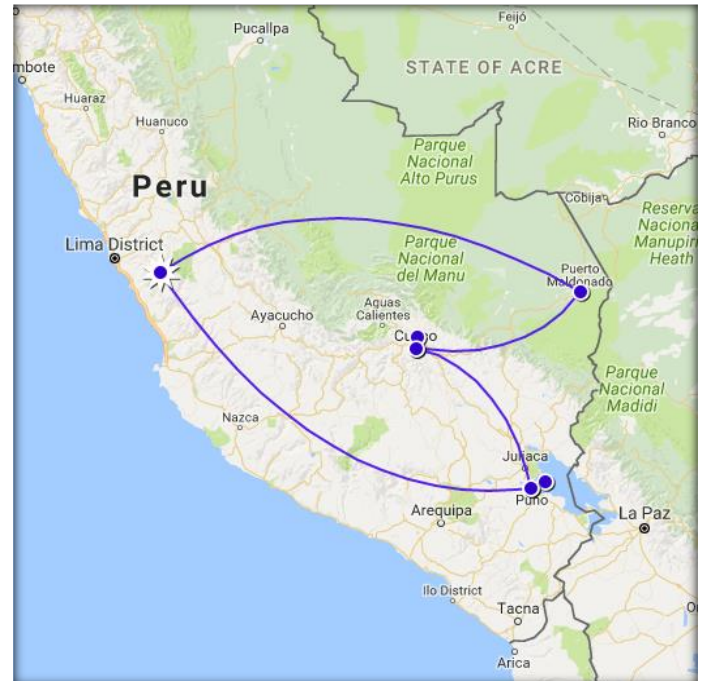 Feijó
Pucallpa
mbote
STATE OF ACRE
Huaraz
Huanuco
Rio Branco
Parque
Nacional
Alto Purus
Peru
Cobija
Reserva
Naciona
Manupiri
Heath
Lima District
Parque
Nacional
del Manu
Puerto
Maldonado
Aguas
Calientes
Ayacucho
Parque
Nacional
Madidi
Nazca
Juliaca
Puno
Arequipa
La Paz
Ilo District
Tacna
Arica